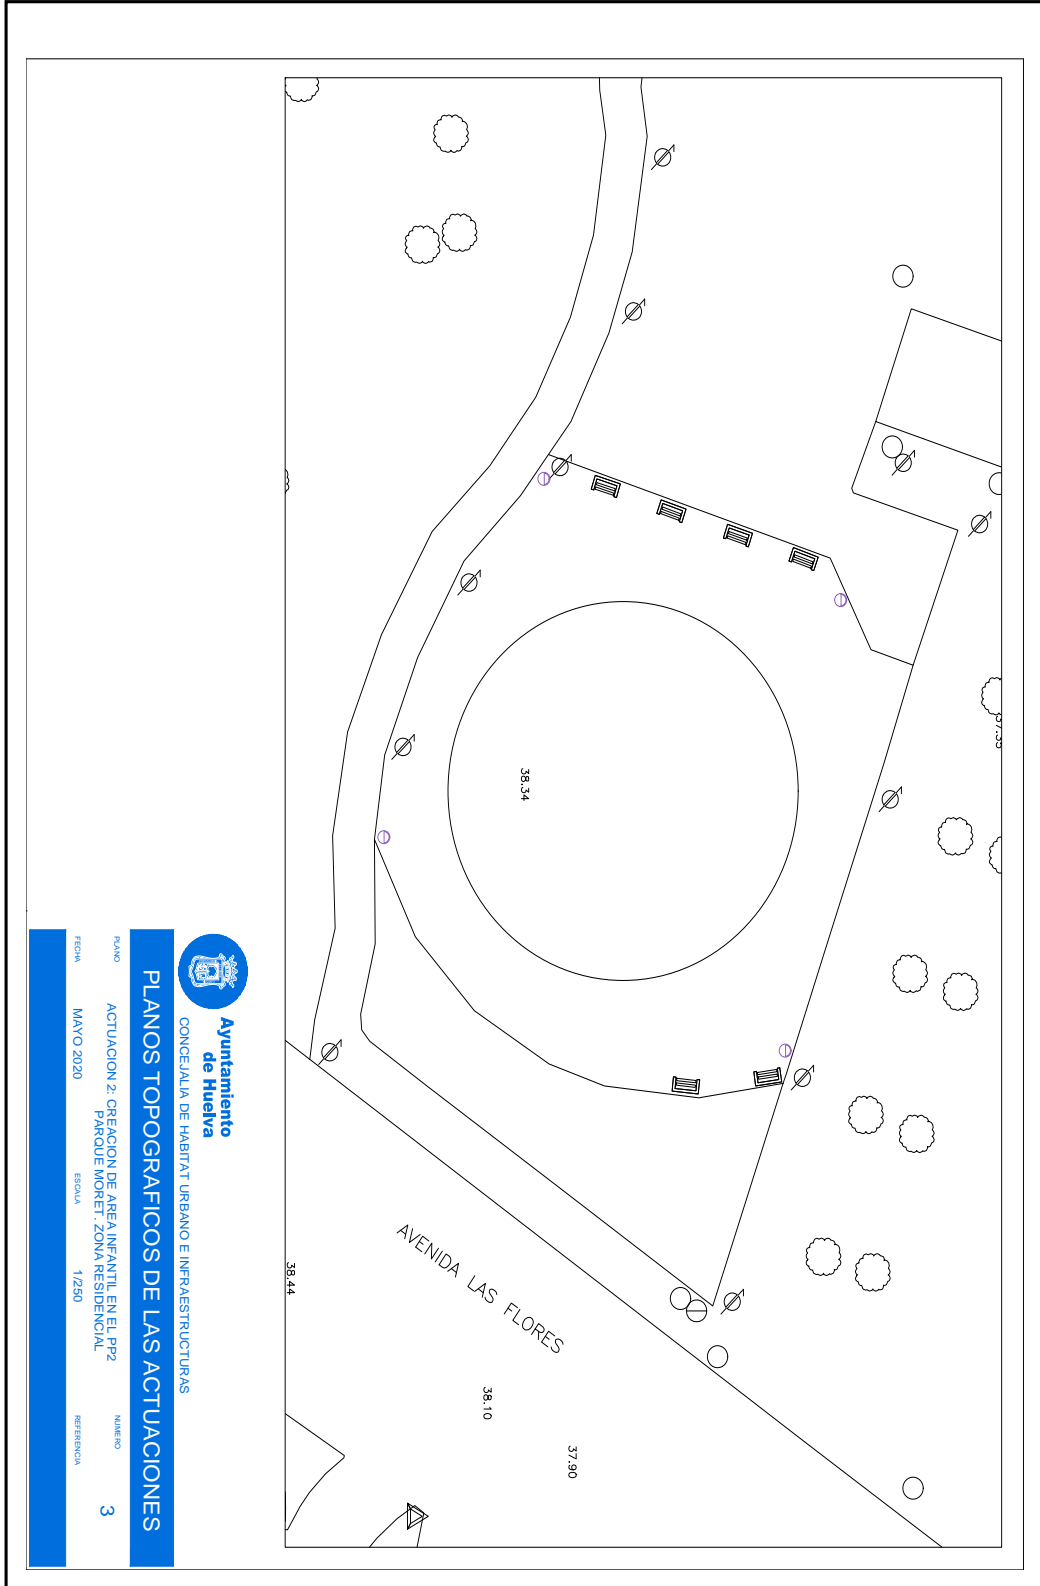 37.35
38.34
38.44
AVENIDA LAS FLORES
38.10
37.90
Ayuntamiento
de Huelva
CONCEJALIA DE HABITAT URBANO E INFRAESTRUCTURAS
PLANOS TOPOGRAFICOS DE LAS ACTUACIONES
PLANO
ACTUACION 2: CREACION DE AREA INFANTIL EN EL PP2
PARQUE MORET. ZONA RESIDENCIAL
NUMERO
3
FECHA
MAYO 2020
ESCALA
1/250
REFERENCIA